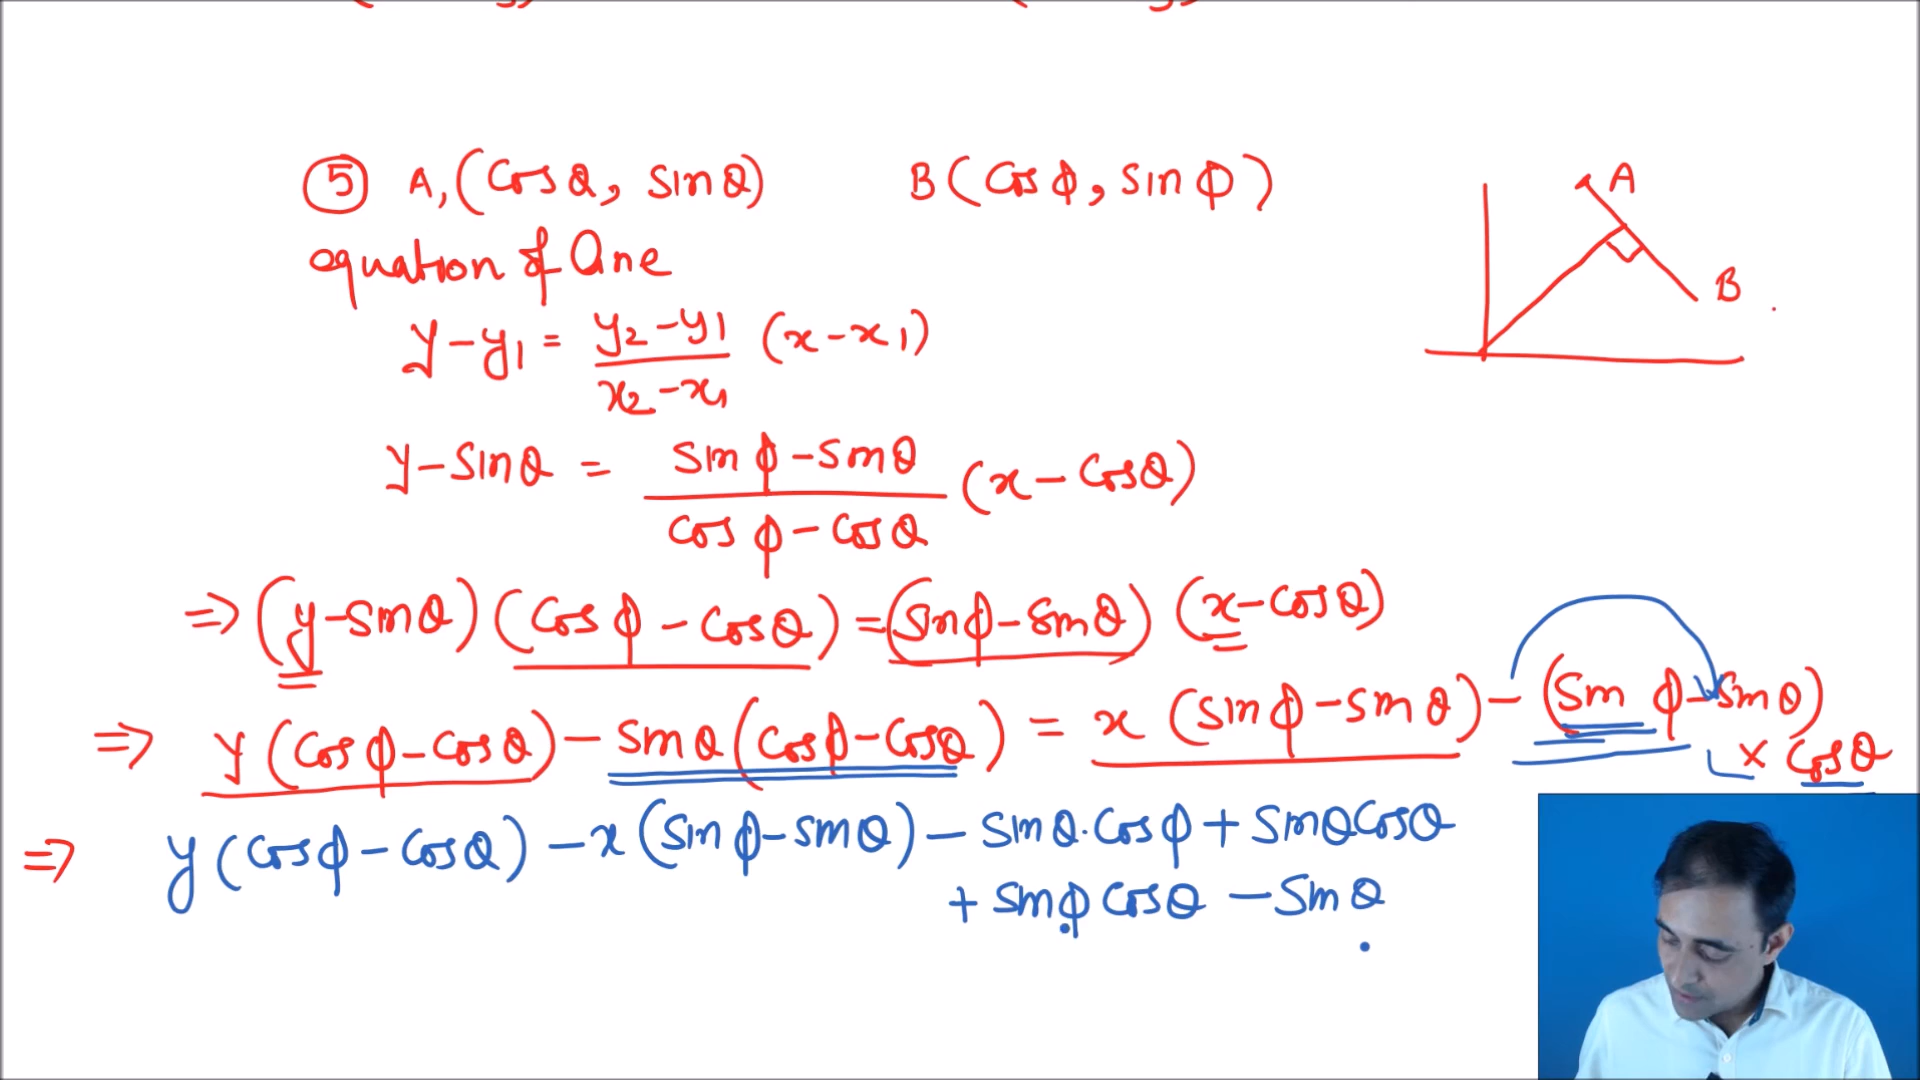 ⑤ A, (cos θ, sin θ)    B (cos ϕ, sin ϕ)
equation of line
y - y₁ = (y₂ - y₁)/(x₂ - x₁) (x - x₁)
y - sin θ = (sin ϕ - sin θ)/(cos ϕ - cos θ) (x - cos θ)
⇒ (y - sin θ) (cos ϕ - cos θ) = (sin ϕ - sin θ) (x - cos θ)
⇒ y (cos ϕ - cos θ) - sin θ (cos ϕ - cos θ) = x (sin ϕ - sin θ) - (sin ϕ - sin θ)
× cos θ
⇒ y (cos ϕ - cos θ) - x (sin ϕ - sin θ) - sin θ · cos ϕ + sin θ cos θ
+ sin ϕ cos θ - sin θ
A
B